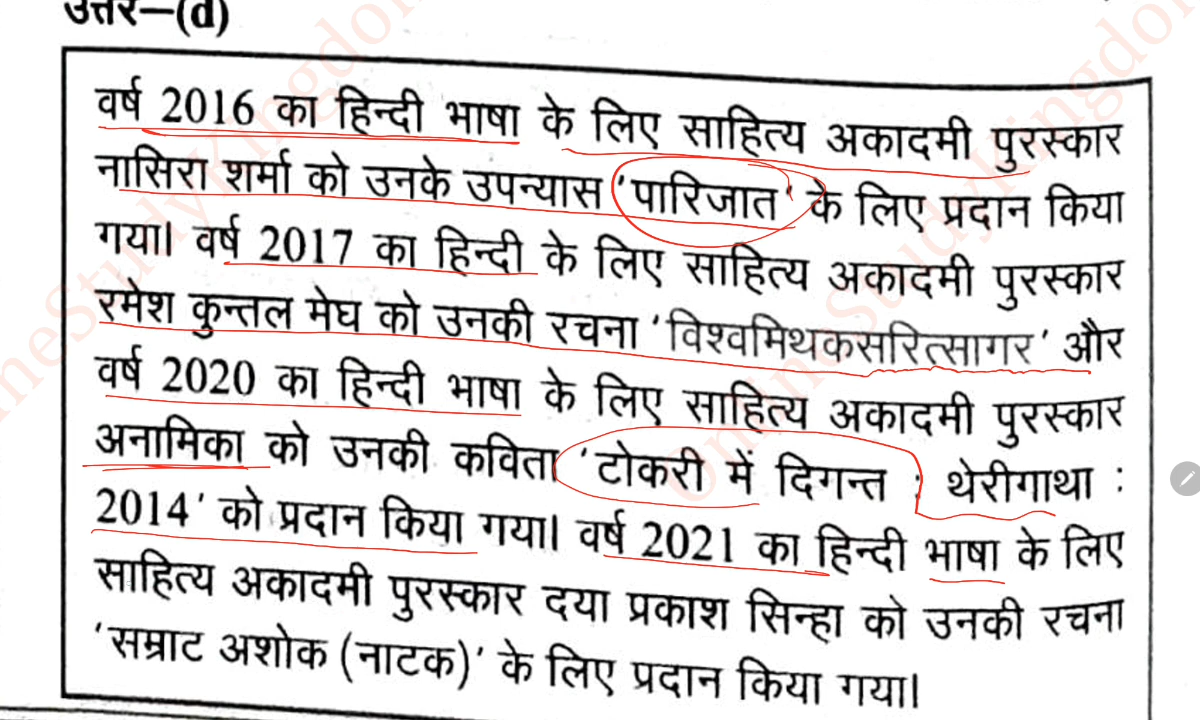 उत्तर—(d)
वर्ष 2016 का हिन्दी भाषा के लिए साहित्य अकादमी पुरस्कार
नासिरा शर्मा को उनके उपन्यास 'पारिजात' के लिए प्रदान किया
गया। वर्ष 2017 का हिन्दी के लिए साहित्य अकादमी पुरस्कार
रमेश कुन्तल मेघ को उनकी रचना 'विश्वमिथकसरित्सागर' और
वर्ष 2020 का हिन्दी भाषा के लिए साहित्य अकादमी पुरस्कार
अनामिका को उनकी कविता 'टोकरी में दिगन्त : थेरीगाथा :
2014' को प्रदान किया गया। वर्ष 2021 का हिन्दी भाषा के लिए
साहित्य अकादमी पुरस्कार दया प्रकाश सिन्हा को उनकी रचना
'सम्राट अशोक (नाटक)' के लिए प्रदान किया गया।